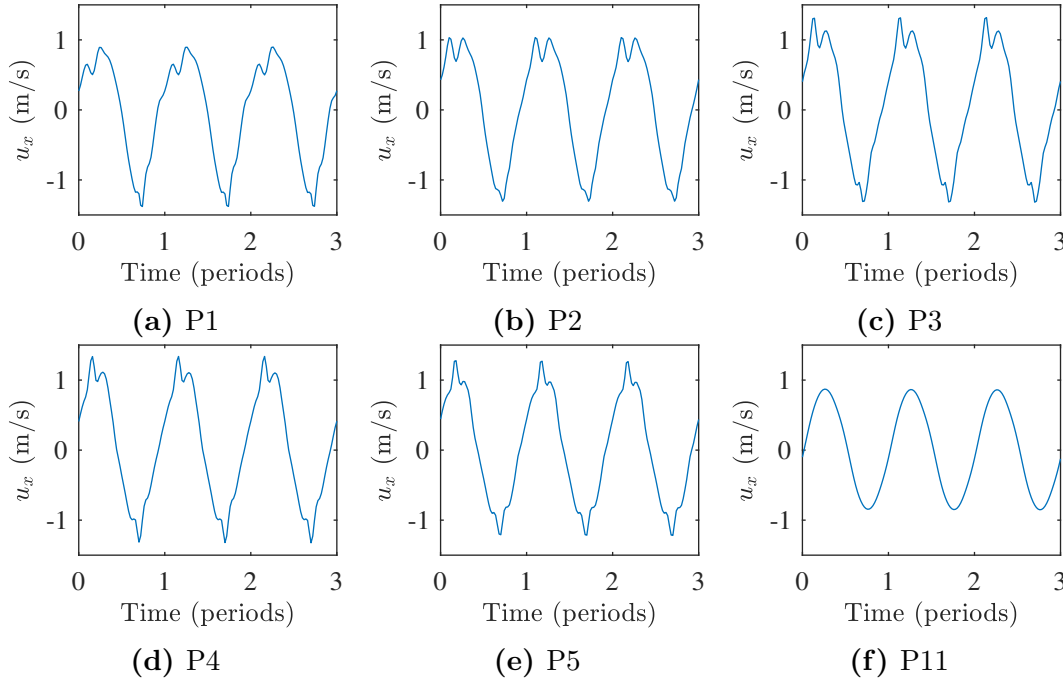 1
0
-1
u_x (m/s)
0 1 2 3
Time (periods)
(a) P1
1
0
-1
u_x (m/s)
0 1 2 3
Time (periods)
(b) P2
1
0
-1
u_x (m/s)
0 1 2 3
Time (periods)
(c) P3
1
0
-1
u_x (m/s)
0 1 2 3
Time (periods)
(d) P4
1
0
-1
u_x (m/s)
0 1 2 3
Time (periods)
(e) P5
1
0
-1
u_x (m/s)
0 1 2 3
Time (periods)
(f) P11